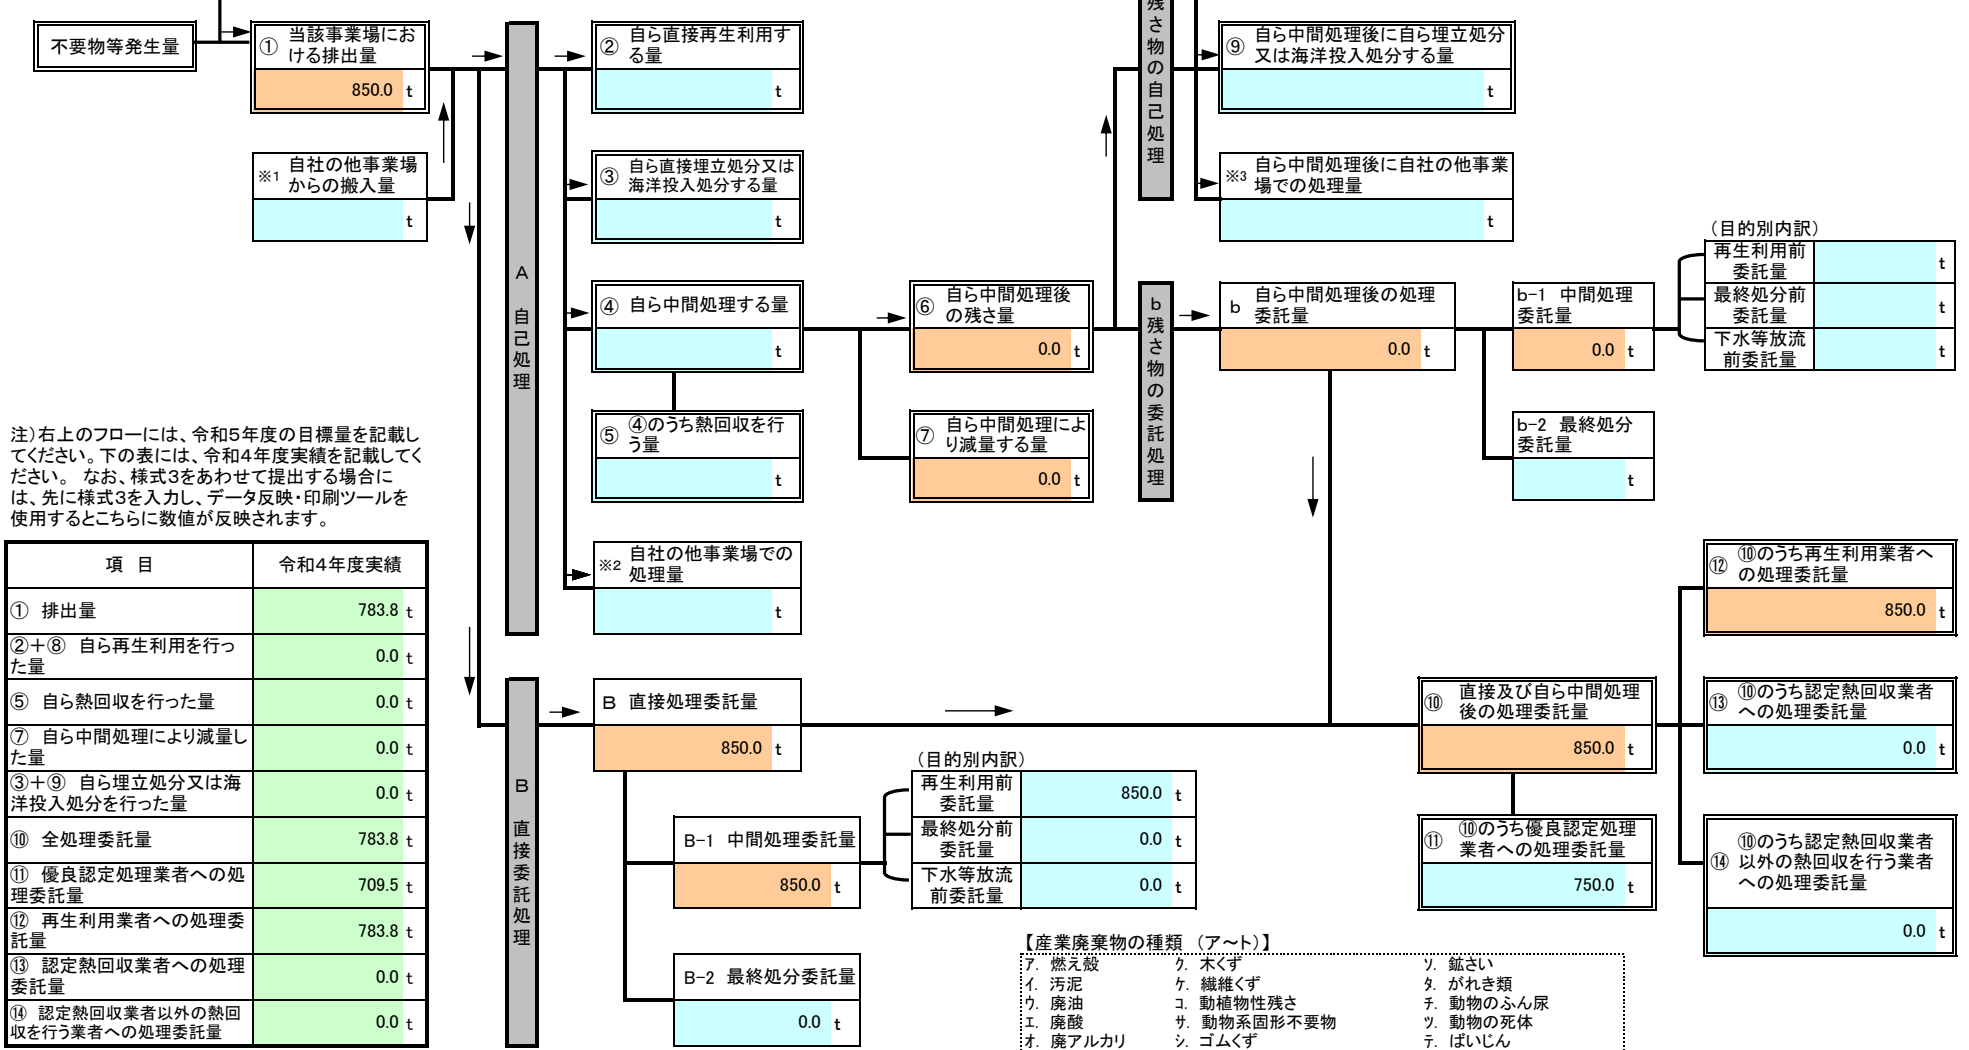 不要物等発生量
① 当該事業場にお
ける排出量
850.0 t
※1 自社の他事業場
からの搬入量
t
A 自己処理
② 自ら直接再生利用す
る量
t
③ 自ら直接埋立処分又は
海洋投入処分する量
t
④ 自ら中間処理する量
t
⑤ ④のうち熱回収を行
う量
t
※2 自社の他事業場での
処理量
t
⑥ 自ら中間処理後
の残さ量
0.0 t
⑦ 自ら中間処理によ
り減量する量
0.0 t
残さ物の自己処理
⑨ 自ら中間処理後に自ら埋立処分
又は海洋投入処分する量
t
※3 自ら中間処理後に自社の他事業
場での処理量
t
b 残さ物の委託処理
b 自ら中間処理後の処理
委託量
0.0 t
b-1 中間処理
委託量
0.0 t
(目的別内訳)
再生利用前
委託量
t
最終処分前
委託量
t
下水等放流
前委託量
t
b-2 最終処分
委託量
t
注)右上のフローには、令和5年度の目標量を記載し
てください。下の表には、令和4年度実績を記載してく
ださい。 なお、様式3をあわせて提出する場合に
は、先に様式3を入力し、データ反映・印刷ツールを
使用するとこちらに数値が反映されます。
項 目 令和4年度実績
① 排出量 783.8 t
②+⑧ 自ら再生利用を行っ
た量 0.0 t
⑤ 自ら熱回収を行った量 0.0 t
⑦ 自ら中間処理により減量し
た量 0.0 t
③+⑨ 自ら埋立処分又は海
洋投入処分を行った量 0.0 t
⑩ 全処理委託量 783.8 t
⑪ 優良認定処理業者への処
理委託量 709.5 t
⑫ 再生利用業者への処理委
託量 783.8 t
⑬ 認定熱回収業者への処理
委託量 0.0 t
⑭ 認定熱回収業者以外の熱回
収を行う業者への処理委託量 0.0 t
B 直接委託処理
B 直接処理委託量
850.0 t
B-1 中間処理委託量
850.0 t
(目的別内訳)
再生利用前
委託量 850.0 t
最終処分前
委託量 0.0 t
下水等放流
前委託量 0.0 t
B-2 最終処分委託量
0.0 t
⑩ 直接及び自ら中間処理
後の処理委託量
850.0 t
⑪ ⑩のうち優良認定処理
業者への処理委託量
750.0 t
⑫ ⑩のうち再生利用業者へ
の処理委託量
850.0 t
⑬ ⑩のうち認定熱回収業者
への処理委託量
0.0 t
⑭ ⑩のうち認定熱回収業者
以外の熱回収を行う業者
への処理委託量
0.0 t
【産業廃棄物の種類 (ア~ト)】
ア. 燃え殻 ク. 木くず ソ. 鉱さい
イ. 汚泥 ケ. 繊維くず タ. がれき類
ウ. 廃油 コ. 動植物性残さ チ. 動物のふん尿
エ. 廃酸 サ. 動物系固形不要物 ツ. 動物の死体
オ. 廃アルカリ シ. ゴムくず テ. ばいじん